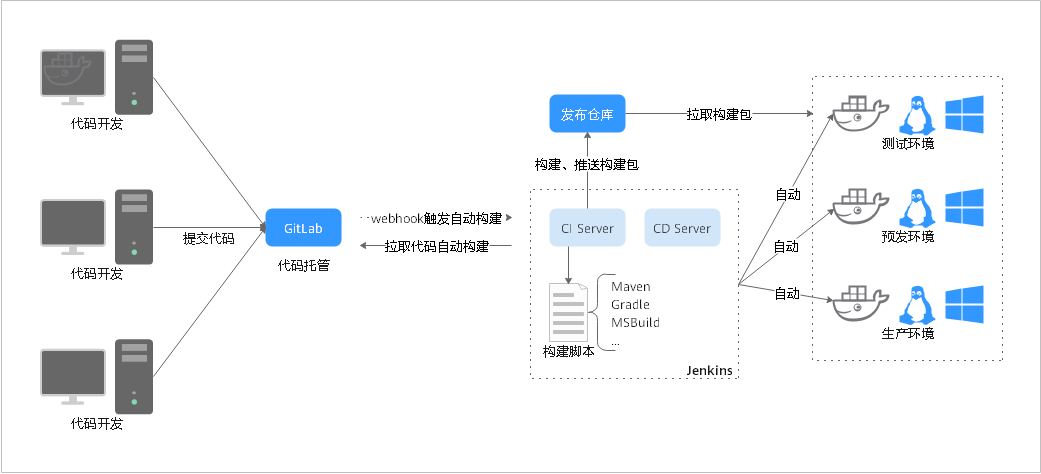 代码开发
代码开发
代码开发
提交代码
GitLab
代码托管
webhook触发自动构建
拉取代码自动构建
发布仓库
构建、推送构建包
CI Server
CD Server
Maven
Gradle
MSBuild
...
构建脚本
Jenkins
拉取构建包
自动
自动
自动
测试环境
预发环境
生产环境